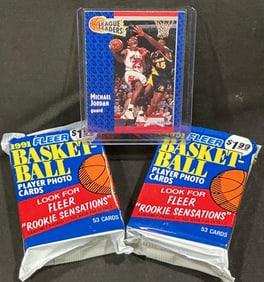 LEAGUE
LEADERS
MICHAEL
JORDAN
guard
1991 FLEER
BASKET-
BALL
PLAYER PHOTO
CARDS
LOOK FOR
FLEER
"ROOKIE SENSATIONS"
53 CARDS
1991 FLEER
$1.99
BASKET-
BALL
PLAYER PHOTO
CARDS
LOOK FOR
FLEER
"ROOKIE SENSATIONS"
53 CARDS